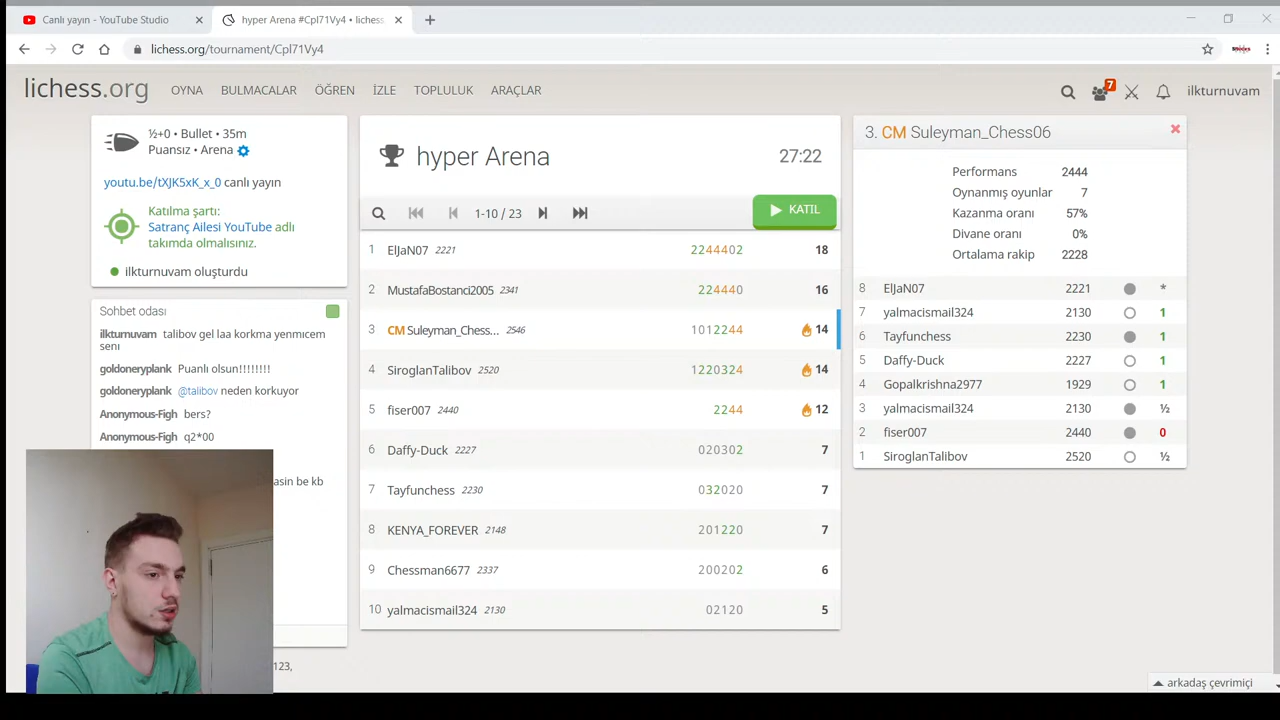 Canlı yayın - YouTube Studio
hyper Arena #Cpl71Vy4 • lichess.
lichess.org/tournament/Cpl71Vy4
lichess.org
OYNA BULMACALAR ÖĞREN İZLE TOPLULUK ARAÇLAR
7
ilkturnuvam
½+0 • Bullet • 35m
Puansız • Arena
youtu.be/tXJK5xK_x_0 canlı yayın
Katılma şartı:
Satranç Ailesi YouTube adlı
takımda olmalısınız.
ilkturnuvam oluşturdu
Sohbet odası
ilkturnuvam talibov gel laa korkma yenmıcem
senı
goldoneryplank Puanlı olsun!!!!!!!!
goldoneryplank @talibov neden korkuyor
Anonymous-Figh bers?
Anonymous-Figh q2*00
asin be kb
123,
hyper Arena 27:22
1-10 / 23 KATIL
1 ElJaN07 2221 2244402 18
2 MustafaBostanci2005 2341 224440 16
3 CM Suleyman_Chess... 2546 1012244 14
4 SiroglanTalibov 2520 1220324 14
5 fiser007 2440 2244 12
6 Daffy-Duck 2227 020302 7
7 Tayfunchess 2230 032020 7
8 KENYA_FOREVER 2148 201220 7
9 Chessman6677 2337 200202 6
10 yalmacismail324 2130 02120 5
3. CM Suleyman_Chess06
Performans 2444
Oynanmış oyunlar 7
Kazanma oranı 57%
Divane oranı 0%
Ortalama rakip 2228
8 ElJaN07 2221 *
7 yalmacismail324 2130 1
6 Tayfunchess 2230 1
5 Daffy-Duck 2227 1
4 Gopalkrishna2977 1929 1
3 yalmacismail324 2130 ½
2 fiser007 2440 0
1 SiroglanTalibov 2520 ½
arkadaş çevrimiçi